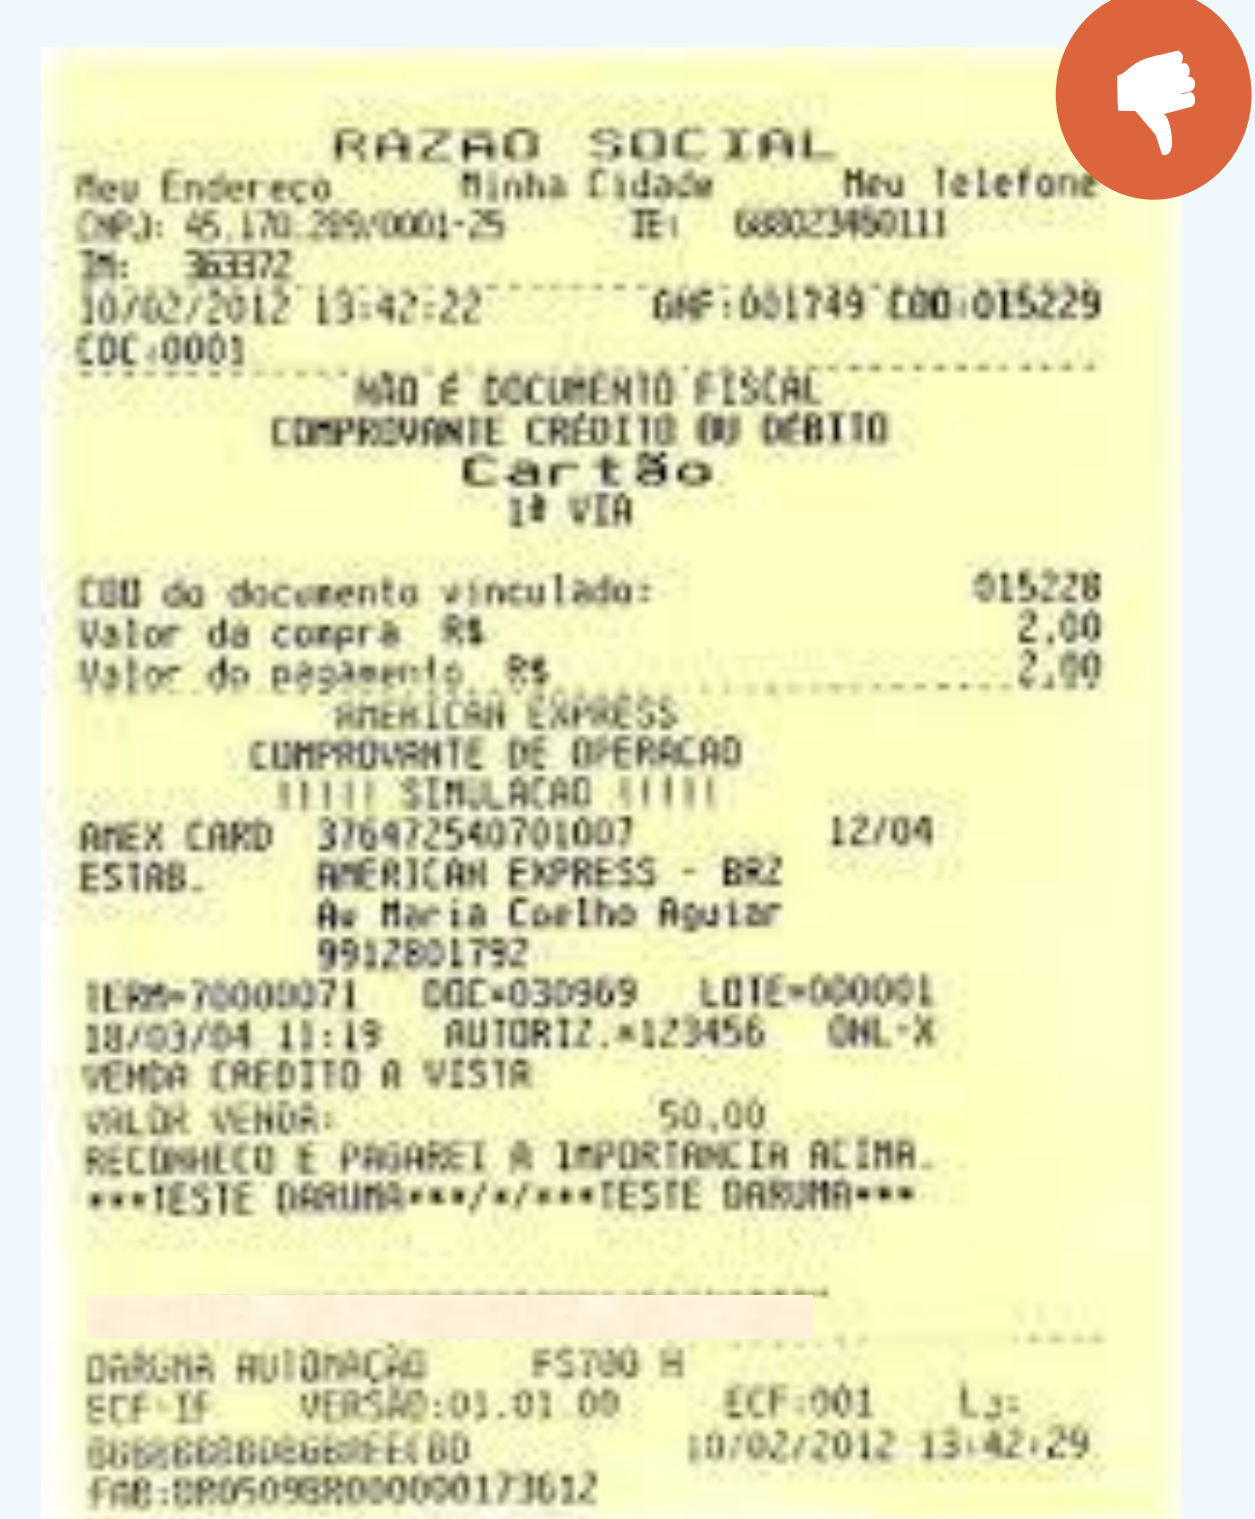 RAZAO SOCIAL
Meu Endereço Minha Cidade Meu Telefone
CNPJ: 45.170.289/0001-25 IE: 688023460111
IM: 363372
10/02/2012 13:42:22 GNF:001749 COO:015229
CDC:0001
NÃO É DOCUMENTO FISCAL
COMPROVANTE CRÉDITO OU DÉBITO
Cartão
1ª VIA
COO do documento vinculado: 015228
Valor da compra R$ 2,00
Valor do pagamento R$ 2,00
AMERICAN EXPRESS
COMPROVANTE DE OPERACAO
!!!!! SIMULACAO !!!!!
AMEX CARD 376472540701007 12/04
ESTAB. AMERICAN EXPRESS - BRZ
Av Maria Coelho Aguiar
9912801792
TERM=70000071 DOC=030969 LOTE=000001
18/03/04 11:19 AUTORIZ.=123456 ONL-X
VENDA CREDITO A VISTA
VALOR VENDA: 50,00
RECONHECO E PAGAREI A IMPORTANCIA ACIMA.
***TESTE DARUMA***/*/***TESTE DARUMA***
DARUMA AUTOMAÇÃO FS700 H
ECF-IF VERSÃO:01.01.00 ECF:001
10/02/2012 13:42:29
FAB:DR0509BR000000173612